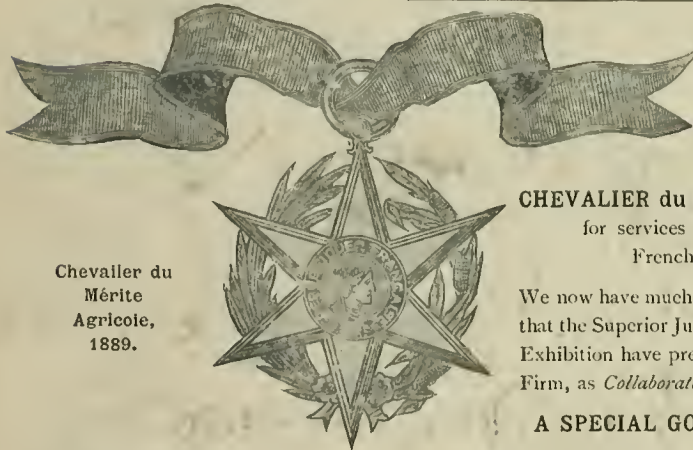 Chevalier du
Mérite
Agricole,
1889.
CHEVALIER du
for services
French
We now have much
that the Superior Ju
Exhibition have pre
Firm, as Collaborat
A SPECIAL GO